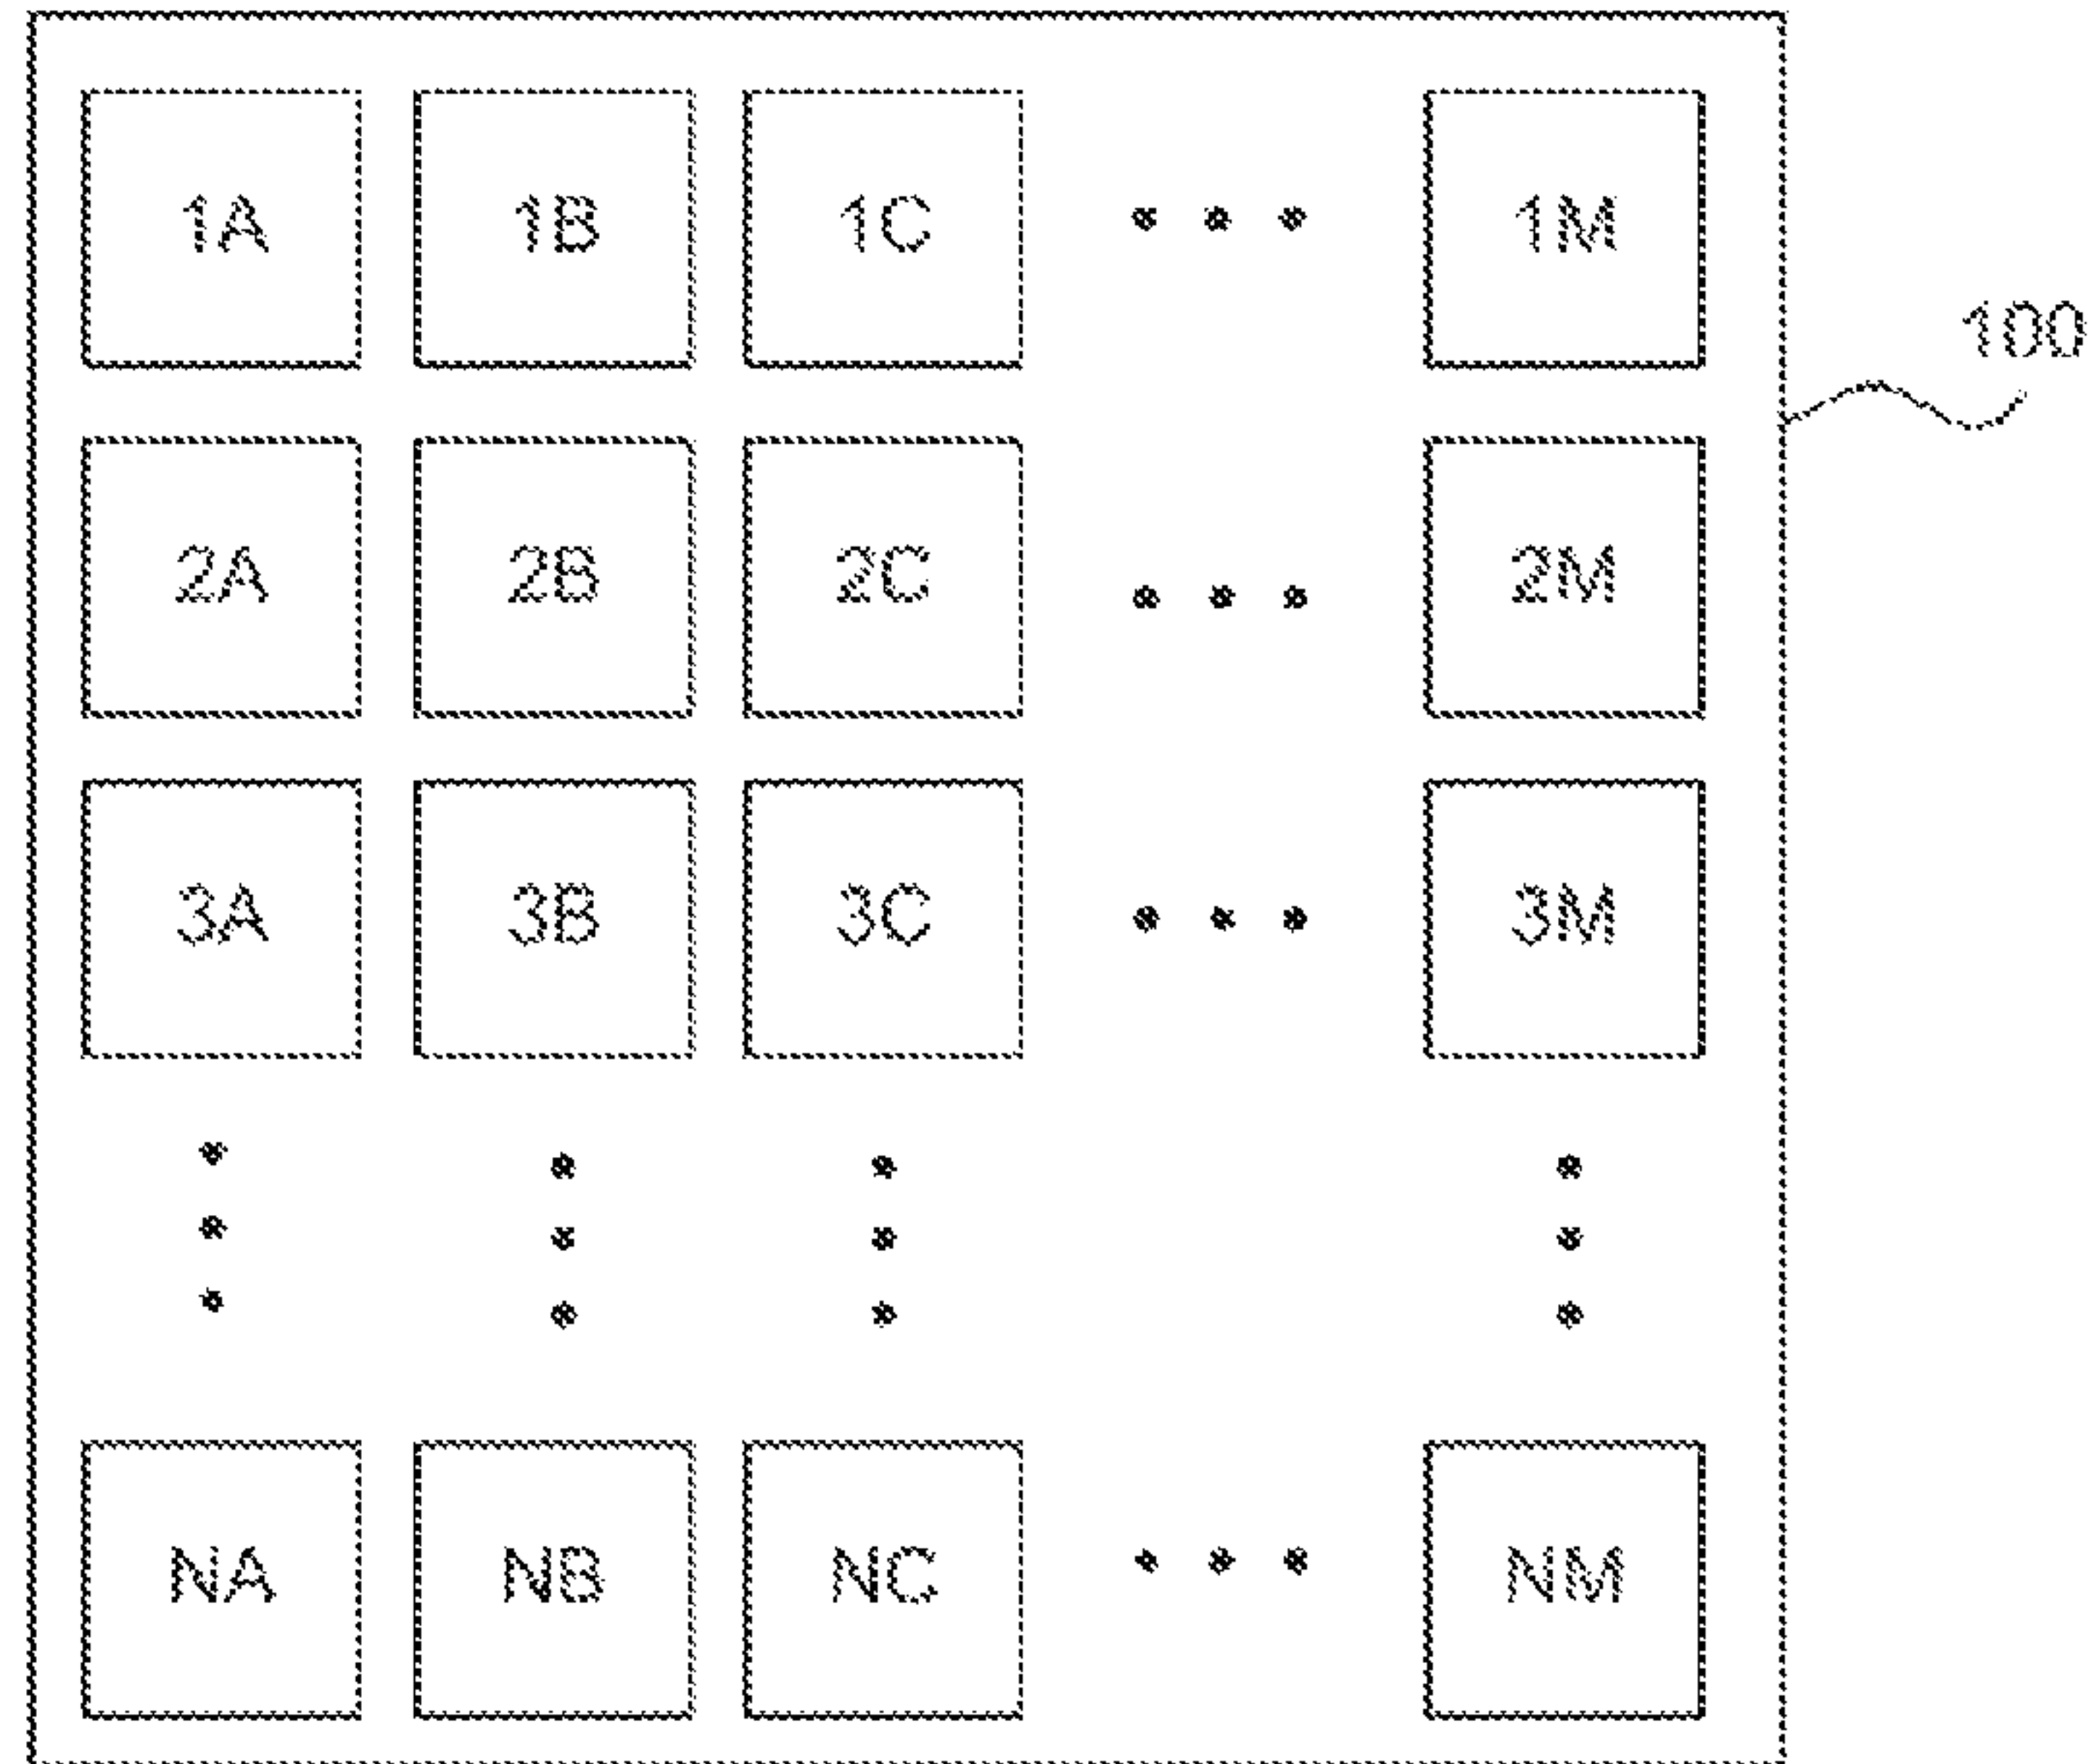 1A 1B 1C • • • 1M
100
2A 2B 2C • • • 2M
3A 3B 3C • • • 3M
NA NB NC • • • NM